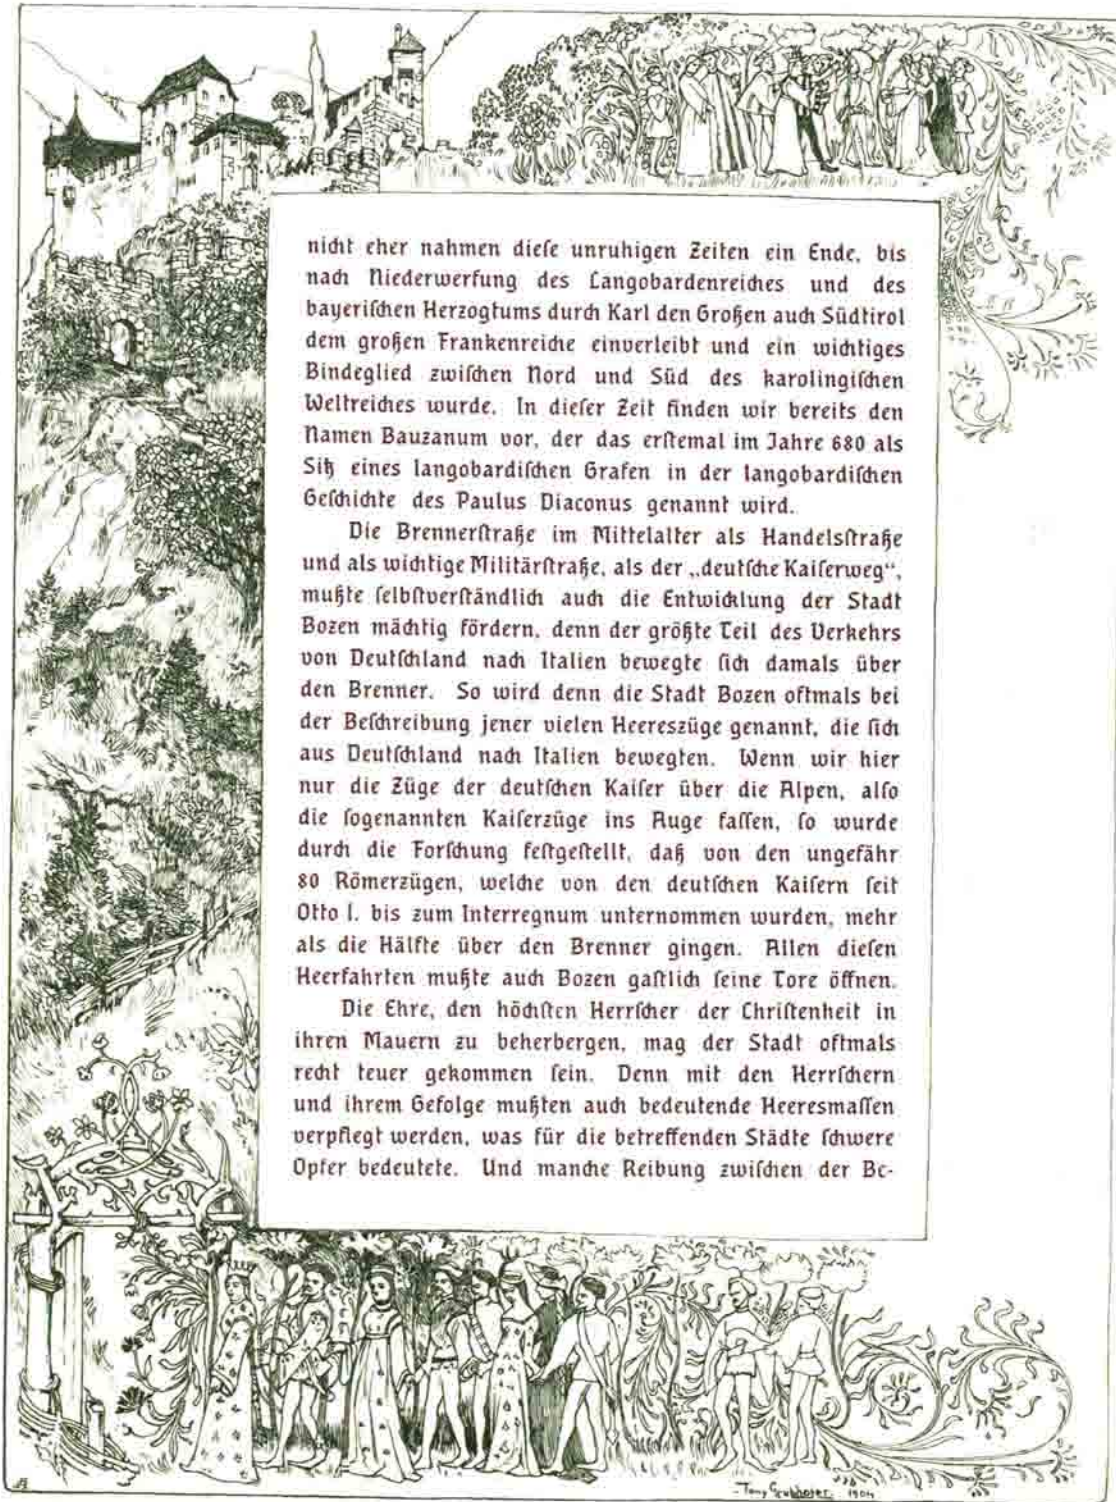 nicht eher nahmen dieſe unruhigen Zeiten ein Ende, bis
nach Niederwerfung des Langobardenreiches und des
bayeriſchen Herzogtums durch Karl den Großen auch Südtirol
dem großen Frankenreiche einverleibt und ein wichtiges
Bindeglied zwiſchen Nord und Süd des karolingiſchen
Weltreiches wurde. In dieſer Zeit finden wir bereits den
Namen Bauzanum vor, der das erſtemal im Jahre 680 als
Sitz eines langobardiſchen Grafen in der langobardiſchen
Geſchichte des Paulus Diaconus genannt wird.
Die Brennerſtraße im Mittelalter als Handelsſtraße
und als wichtige Militärſtraße, als der „deutſche Kaiſerweg“,
mußte ſelbſtverſtändlich auch die Entwicklung der Stadt
Bozen mächtig fördern, denn der größte Teil des Verkehrs
von Deutſchland nach Italien bewegte ſich damals über
den Brenner. So wird denn die Stadt Bozen oftmals bei
der Beſchreibung jener vielen Heereszüge genannt, die ſich
aus Deutſchland nach Italien bewegten. Wenn wir hier
nur die Züge der deutſchen Kaiſer über die Alpen, alſo
die ſogenannten Kaiſerzüge ins Auge faſſen, ſo wurde
durch die Forſchung feſtgeſtellt, daß von den ungefähr
80 Römerzügen, welche von den deutſchen Kaiſern ſeit
Otto I. bis zum Interregnum unternommen wurden, mehr
als die Hälfte über den Brenner gingen. Allen dieſen
Heerfahrten mußte auch Bozen gaſtlich ſeine Tore öffnen.
Die Ehre, den höchſten Herrſcher der Chriſtenheit in
ihren Mauern zu beherbergen, mag der Stadt oftmals
recht teuer gekommen ſein. Denn mit den Herrſchern
und ihrem Gefolge mußten auch bedeutende Heeresmaſſen
verpflegt werden, was für die betreffenden Städte ſchwere
Opfer bedeutete. Und manche Reibung zwiſchen der Be-
Tony Grubhofer 1904